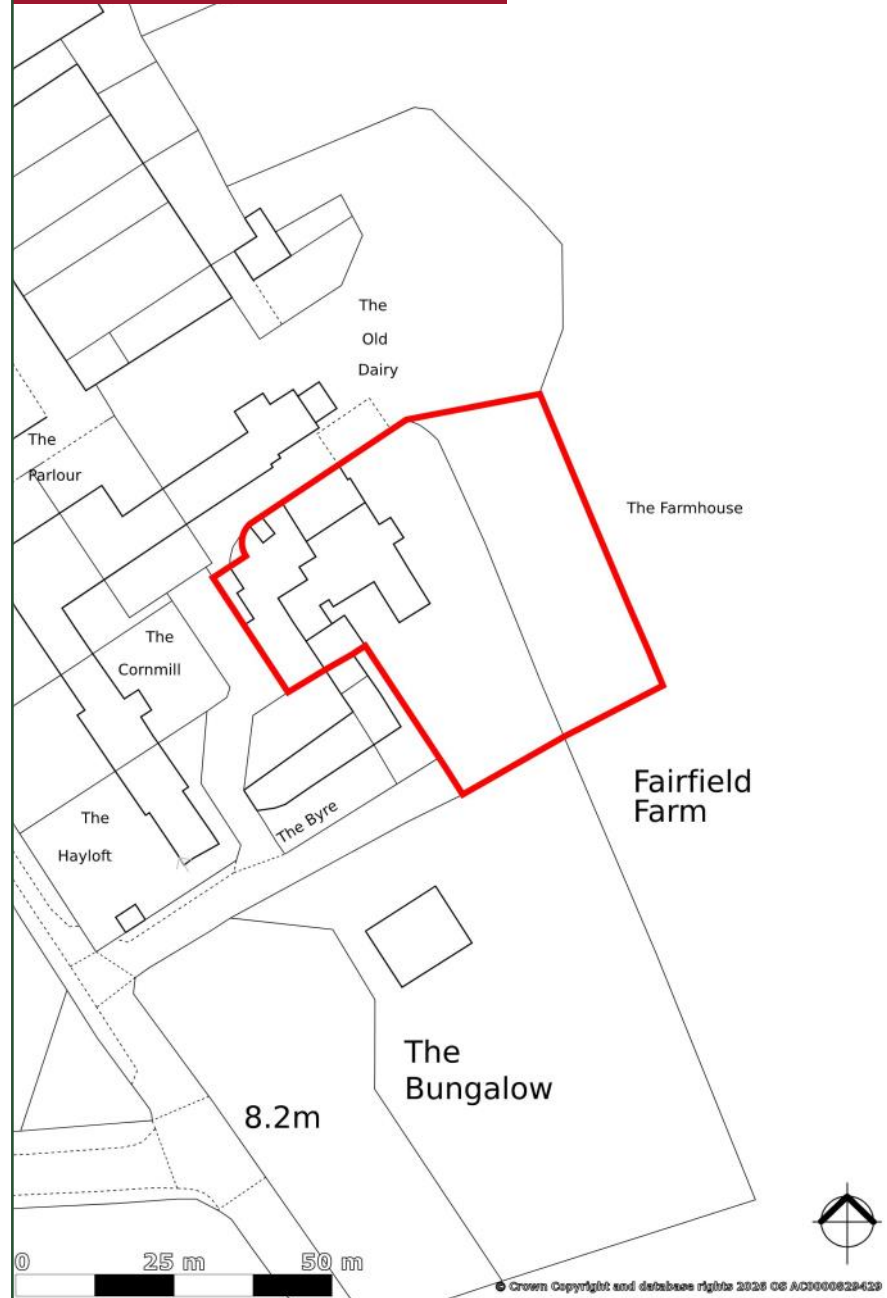 The
Old
Dairy
The
Parlour
The Farmhouse
The
Cornmill
Fairfield
Farm
The
Hayloft
The Byre
The
Bungalow
8.2m
0 25 m 50 m
© Crown Copyright and database rights 2026 OS AC0000829429